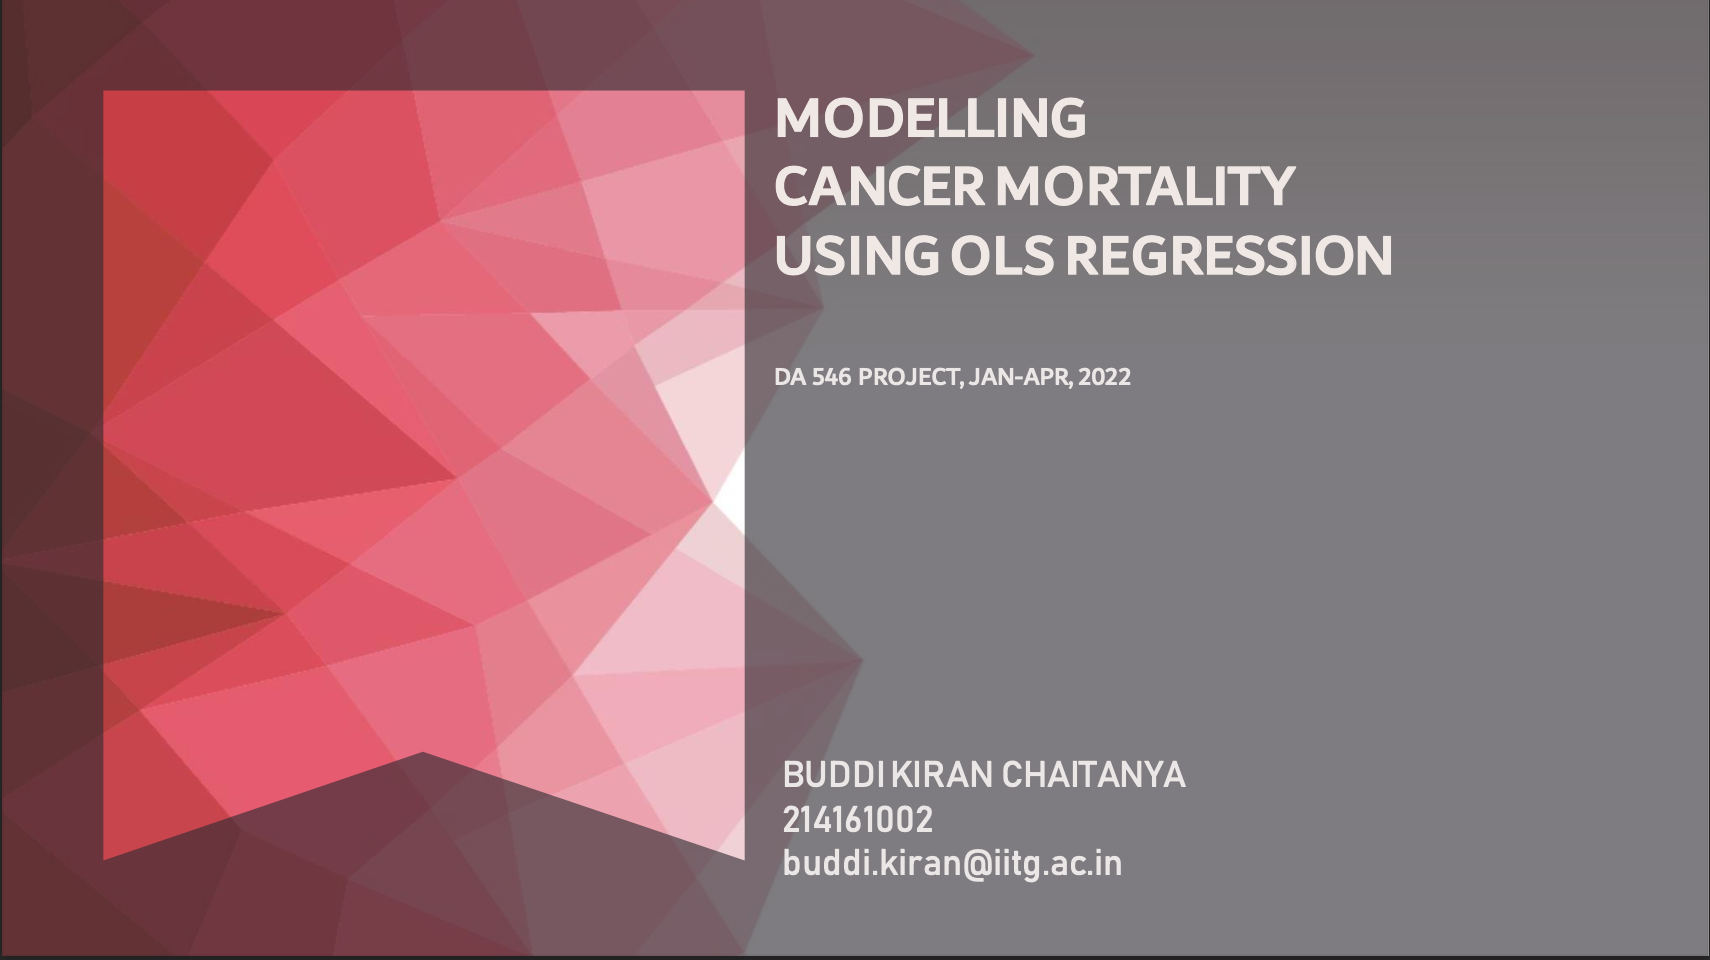 MODELLING
CANCER MORTALITY
USING OLS REGRESSION
DA 546 PROJECT, JAN-APR, 2022
BUDDI KIRAN CHAITANYA
214161002
buddi.kiran@iitg.ac.in